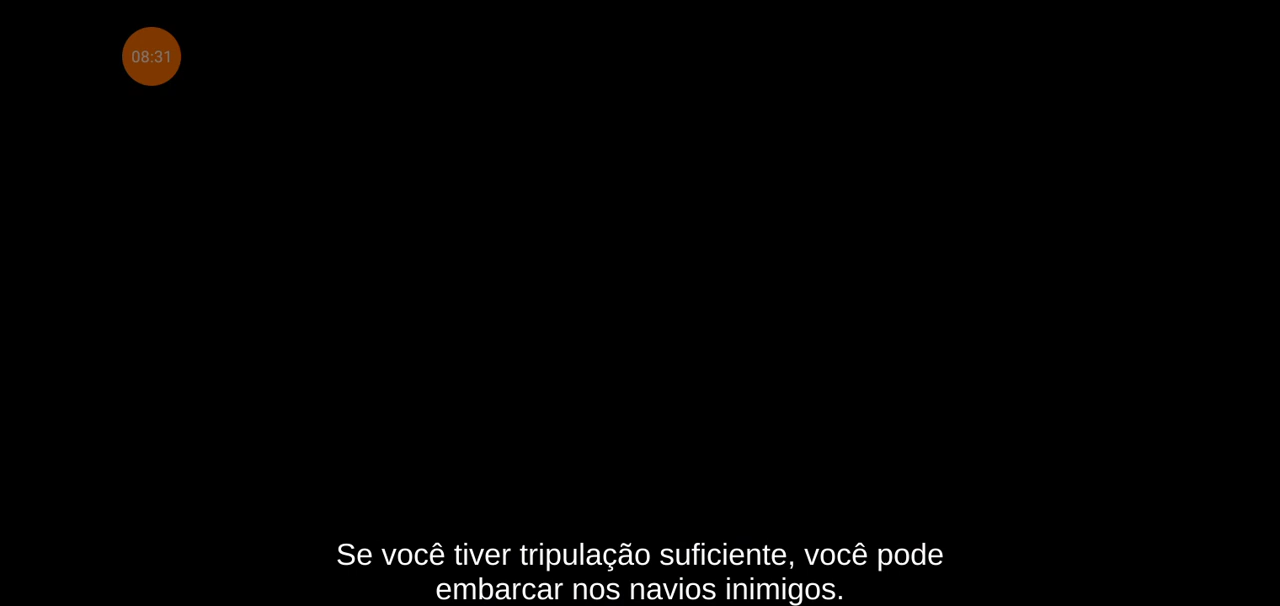 08:31
Se você tiver tripulação suficiente, você pode
embarcar nos navios inimigos.